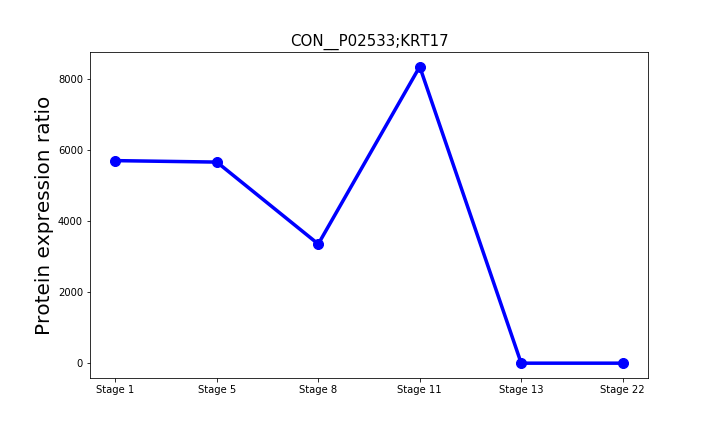 CON__P02533;KRT17
Protein expression ratio
8000
6000
4000
2000
0
Stage 1
Stage 5
Stage 8
Stage 11
Stage 13
Stage 22